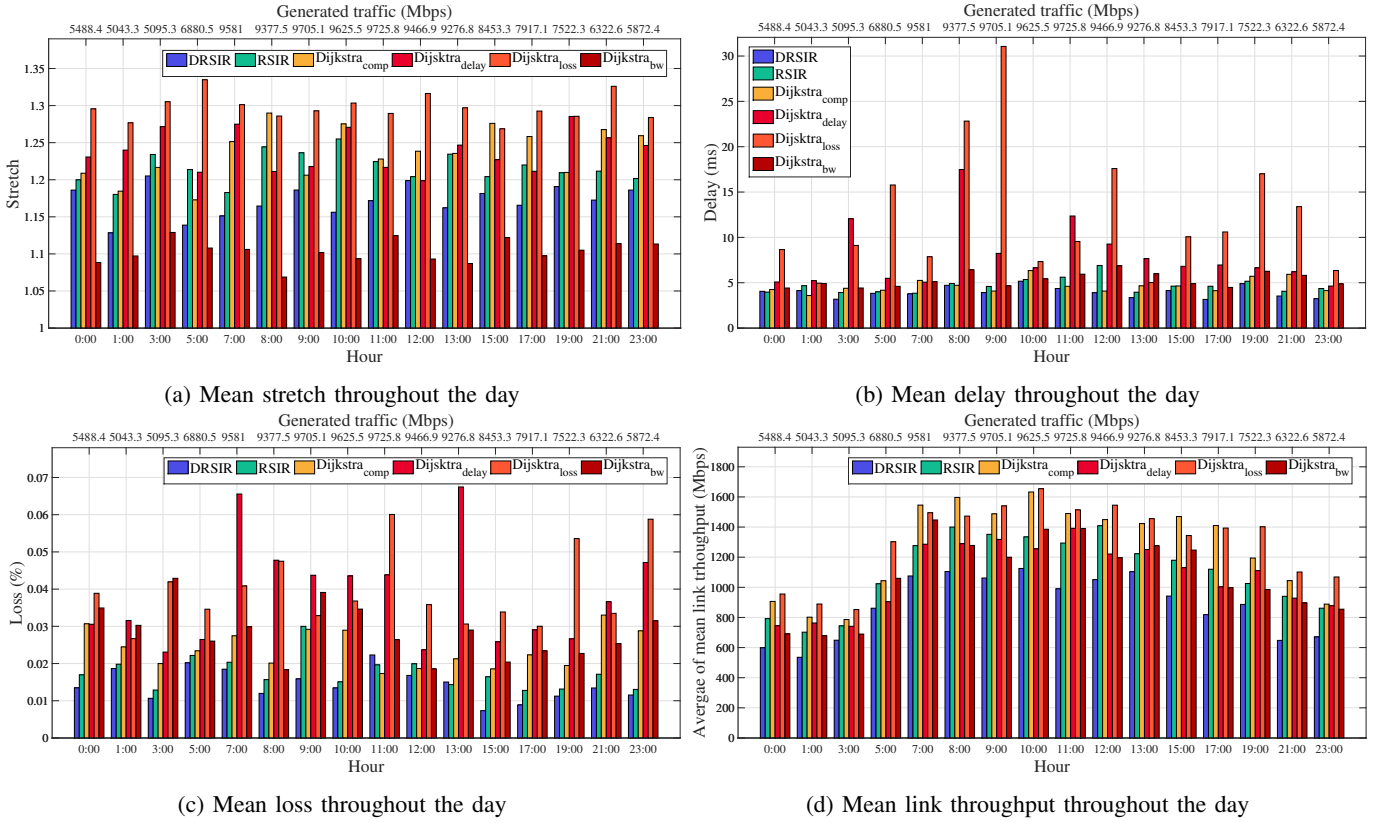 Generated traffic (Mbps)
5488.4 5043.3 5095.3 6880.5 9581 9377.5 9705.1 9625.5 9725.8 9466.9 9276.8 8453.3 7917.1 7522.3 6322.6 5872.4
DRSIR RSIR Dijkstra_comp Dijsktra_delay Dijsktra_loss Dijkstra_bw
Stretch
1.35
1.3
1.25
1.2
1.15
1.1
1.05
1
0:00 1:00 3:00 5:00 7:00 8:00 9:00 10:00 11:00 12:00 13:00 15:00 17:00 19:00 21:00 23:00
Hour
(a) Mean stretch throughout the day
Generated traffic (Mbps)
5488.4 5043.3 5095.3 6880.5 9581 9377.5 9705.1 9625.5 9725.8 9466.9 9276.8 8453.3 7917.1 7522.3 6322.6 5872.4
DRSIR
RSIR
Dijkstra_comp
Dijsktra_delay
Dijsktra_loss
Dijkstra_bw
Delay (ms)
30
25
20
15
10
5
0
0:00 1:00 3:00 5:00 7:00 8:00 9:00 10:00 11:00 12:00 13:00 15:00 17:00 19:00 21:00 23:00
Hour
(b) Mean delay throughout the day
Generated traffic (Mbps)
5488.4 5043.3 5095.3 6880.5 9581 9377.5 9705.1 9625.5 9725.8 9466.9 9276.8 8453.3 7917.1 7522.3 6322.6 5872.4
DRSIR RSIR Dijkstra_comp Dijsktra_delay Dijsktra_loss Dijkstra_bw
Loss (%)
0.07
0.06
0.05
0.04
0.03
0.02
0.01
0
0:00 1:00 3:00 5:00 7:00 8:00 9:00 10:00 11:00 12:00 13:00 15:00 17:00 19:00 21:00 23:00
Hour
(c) Mean loss throughout the day
Generated traffic (Mbps)
5488.4 5043.3 5095.3 6880.5 9581 9377.5 9705.1 9625.5 9725.8 9466.9 9276.8 8453.3 7917.1 7522.3 6322.6 5872.4
DRSIR RSIR Dijkstra_comp Dijsktra_delay Dijsktra_loss Dijkstra_bw
Avergae of mean link trhoughput (Mbps)
1800
1600
1400
1200
1000
800
600
400
200
0
0:00 1:00 3:00 5:00 7:00 8:00 9:00 10:00 11:00 12:00 13:00 15:00 17:00 19:00 21:00 23:00
Hour
(d) Mean link throughput throughout the day